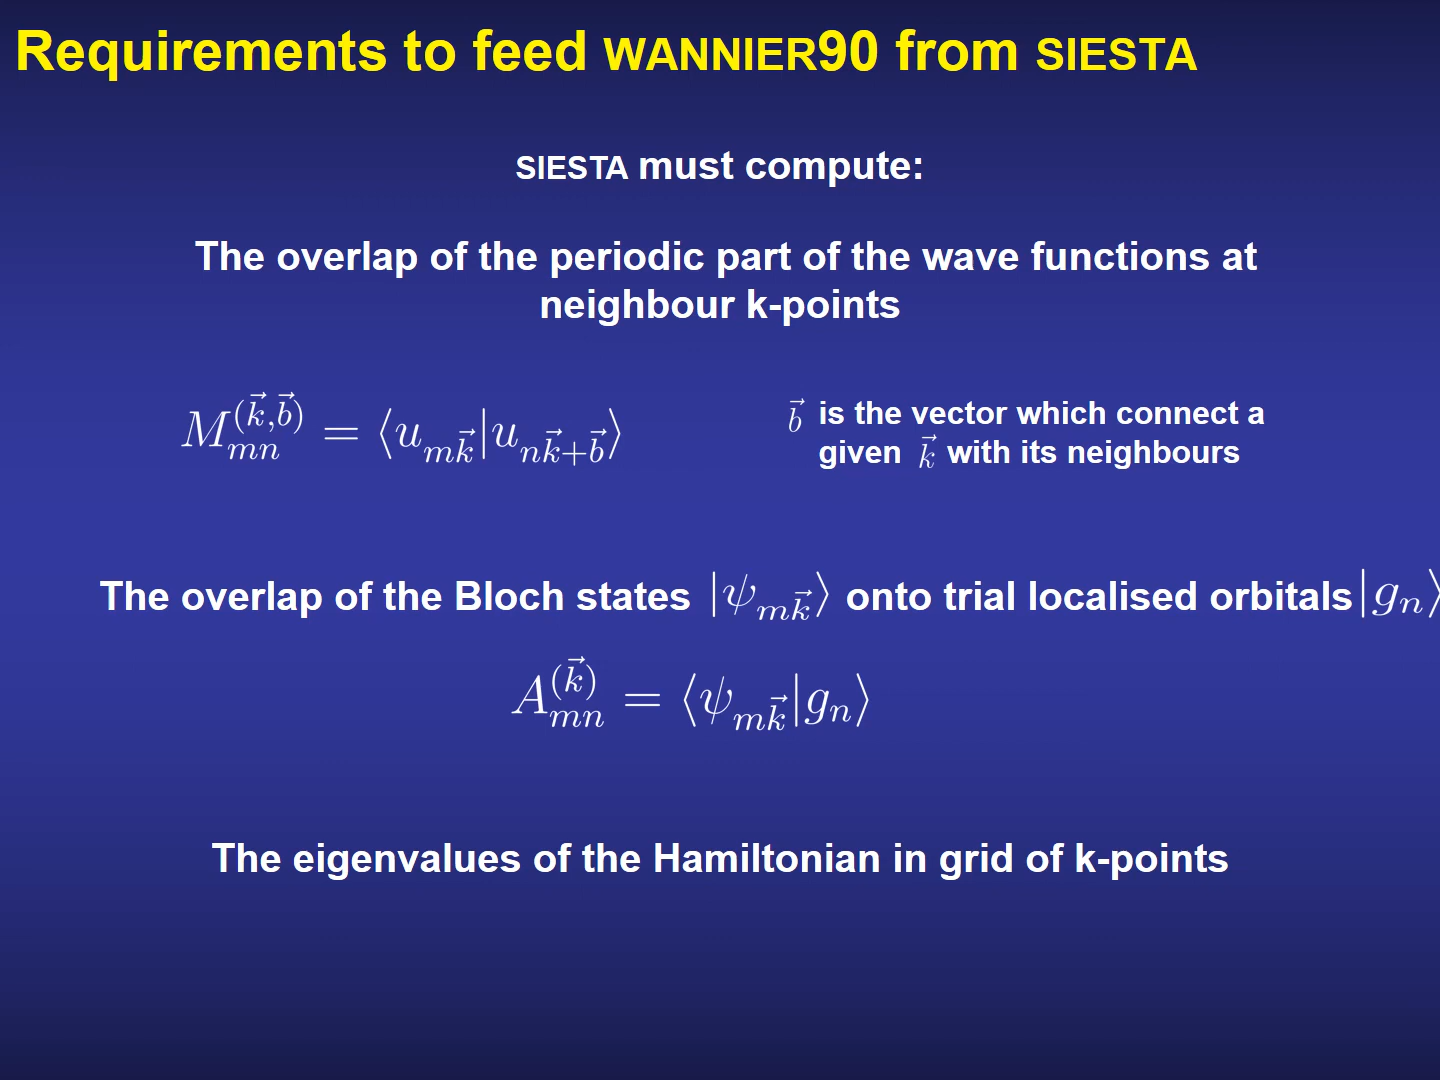 Requirements to feed WANNIER90 from SIESTA
SIESTA must compute:
The overlap of the periodic part of the wave functions at
neighbour k-points
$M_{mn}^{(\vec{k},\vec{b})} = \langle u_{m\vec{k}} | u_{n\vec{k}+\vec{b}} \rangle$
$\vec{b}$ is the vector which connect a
given $\vec{k}$ with its neighbours
The overlap of the Bloch states $|\psi_{m\vec{k}}\rangle$ onto trial localised orbitals $|g_n\rangle$
$A_{mn}^{(\vec{k})} = \langle \psi_{m\vec{k}} | g_n \rangle$
The eigenvalues of the Hamiltonian in grid of k-points